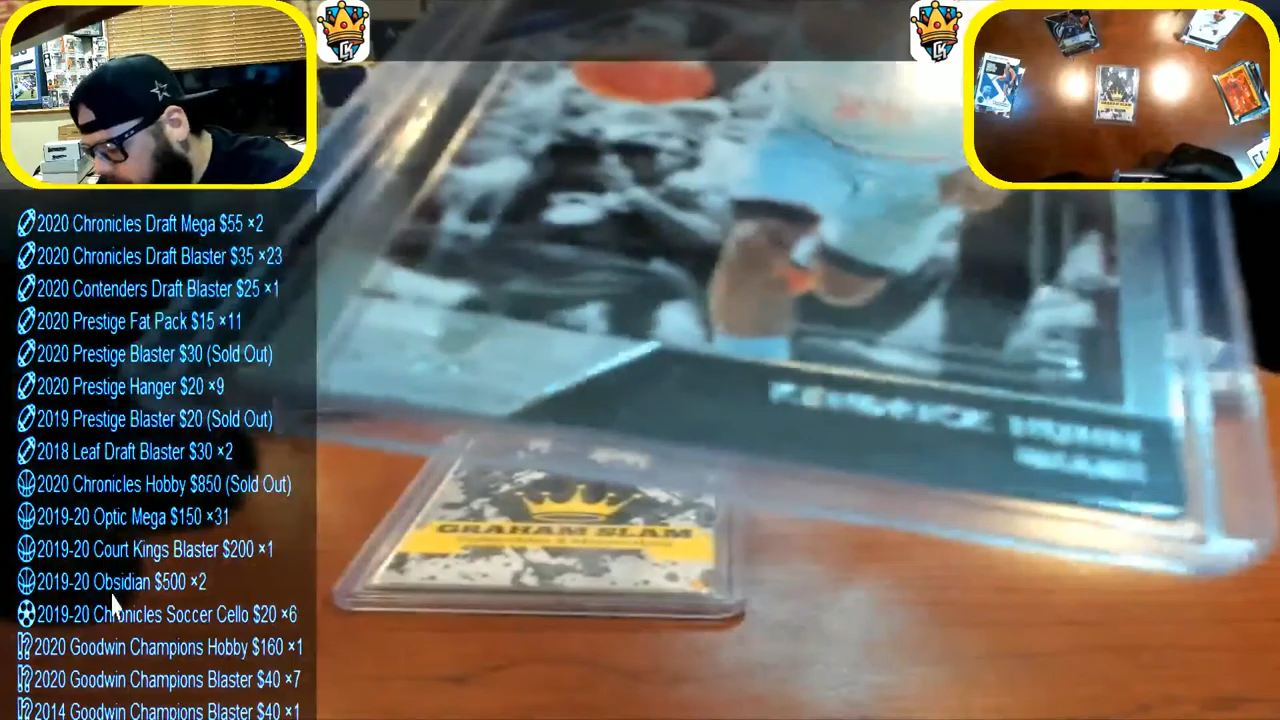 2020 Chronicles Draft Mega $55 ×2
2020 Chronicles Draft Blaster $35 ×23
2020 Contenders Draft Blaster $25 ×1
2020 Prestige Fat Pack $15 ×11
2020 Prestige Blaster $30 (Sold Out)
2020 Prestige Hanger $20 ×9
2019 Prestige Blaster $20 (Sold Out)
2018 Leaf Draft Blaster $30 ×2
2020 Chronicles Hobby $850 (Sold Out)
2019-20 Optic Mega $150 ×31
2019-20 Court Kings Blaster $200 ×1
2019-20 Obsidian $500 ×2
2019-20 Chronicles Soccer Cello $20 ×6
2020 Goodwin Champions Hobby $160 ×1
2020 Goodwin Champions Blaster $40 ×7
2014 Goodwin Champions Blaster $40 ×1
CK
CK
GRAHAM SLAM
KENDRICK NUNN
MIAMI